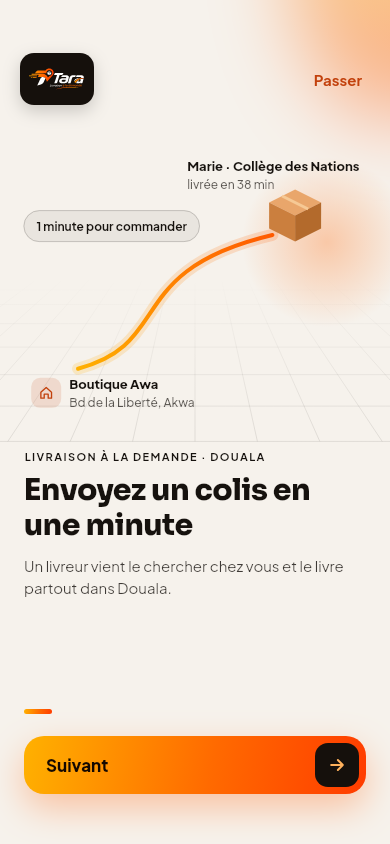 Tara
Passer
Marie · Collège des Nations
livrée en 38 min
1 minute pour commander
Boutique Awa
Bd de la Liberté, Akwa
LIVRAISON À LA DEMANDE · DOUALA
Envoyez un colis en
une minute
Un livreur vient le chercher chez vous et le livre
partout dans Douala.
Suivant